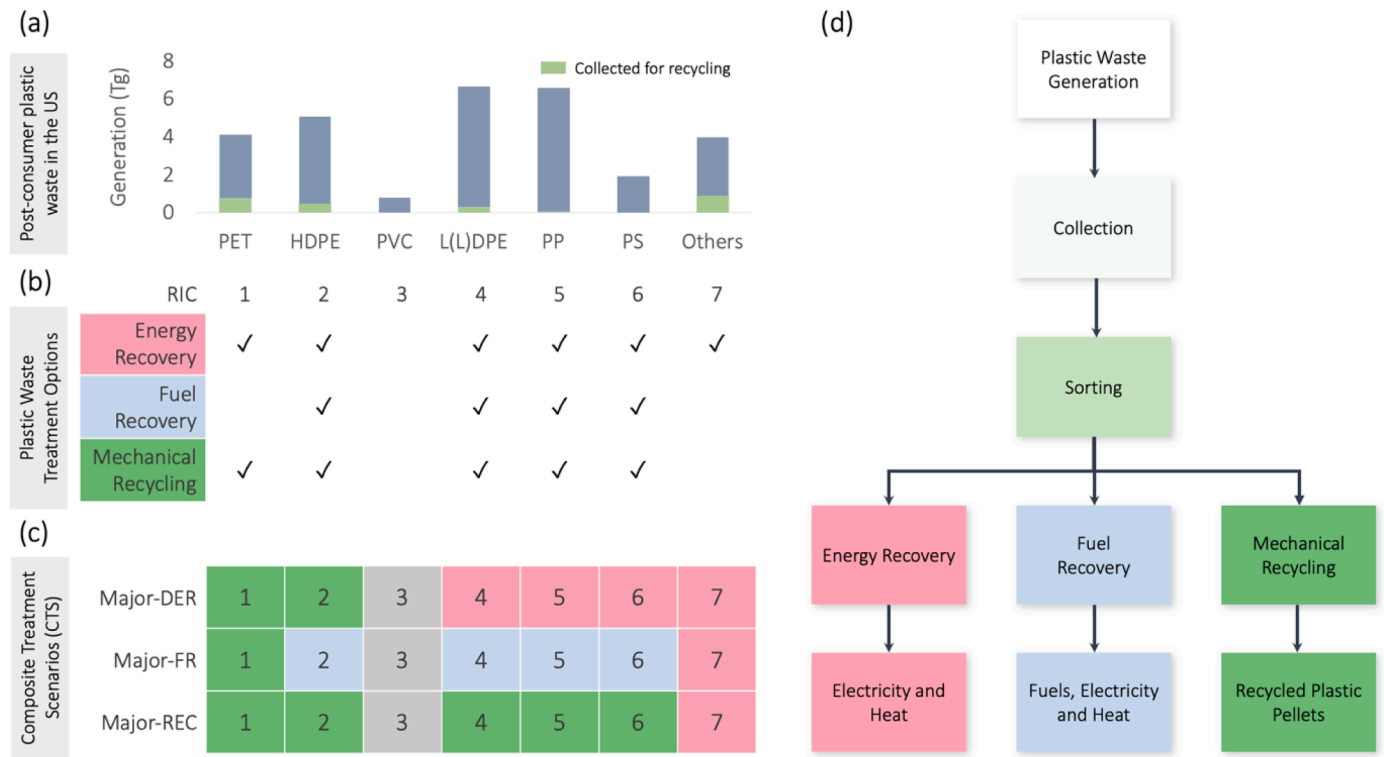 (a)
Post-consumer plastic
waste in the US
Generation (Tg)
8
6
4
2
0
Collected for recycling
PET HDPE PVC L(L)DPE PP PS Others
(b)
Plastic Waste
Treatment Options
RIC 1 2 3 4 5 6 7
Energy
Recovery ✓ ✓ ✓ ✓ ✓ ✓
Fuel
Recovery ✓ ✓ ✓ ✓
Mechanical
Recycling ✓ ✓ ✓ ✓ ✓
(c)
Composite Treatment
Scenarios (CTS)
Major-DER 1 2 3 4 5 6 7
Major-FR 1 2 3 4 5 6 7
Major-REC 1 2 3 4 5 6 7
(d)
Plastic Waste
Generation
Collection
Sorting
Energy Recovery
Fuel
Recovery
Mechanical
Recycling
Electricity and
Heat
Fuels, Electricity
and Heat
Recycled Plastic
Pellets